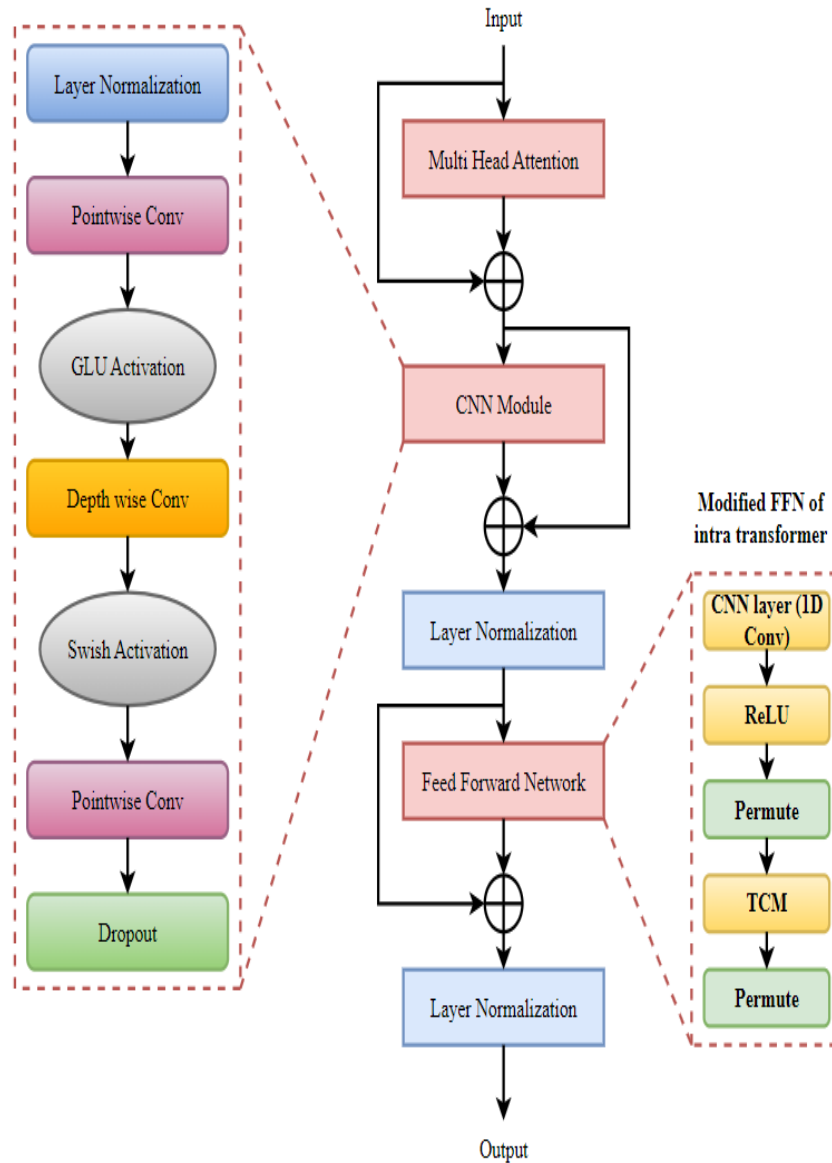 Layer Normalization
Pointwise Conv
GLU Activation
Depth wise Conv
Swish Activation
Pointwise Conv
Dropout
Input
Multi Head Attention
CNN Module
Layer Normalization
Feed Forward Network
Layer Normalization
Output
Modified FFN of
intra transformer
CNN layer (1D
Conv)
ReLU
Permute
TCM
Permute